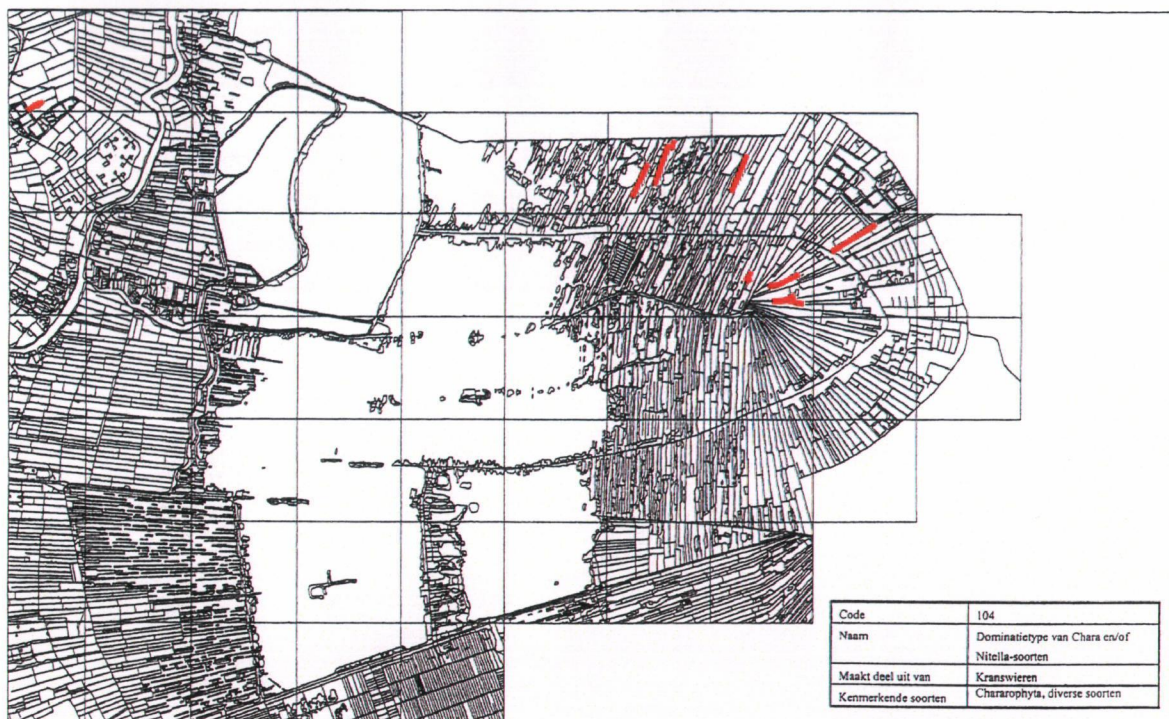 Code 104
Naam Dominatietype van Chara en/of
Nitella-soorten
Maakt deel uit van Kranswieren
Kenmerkende soorten Chararophyta, diverse soorten